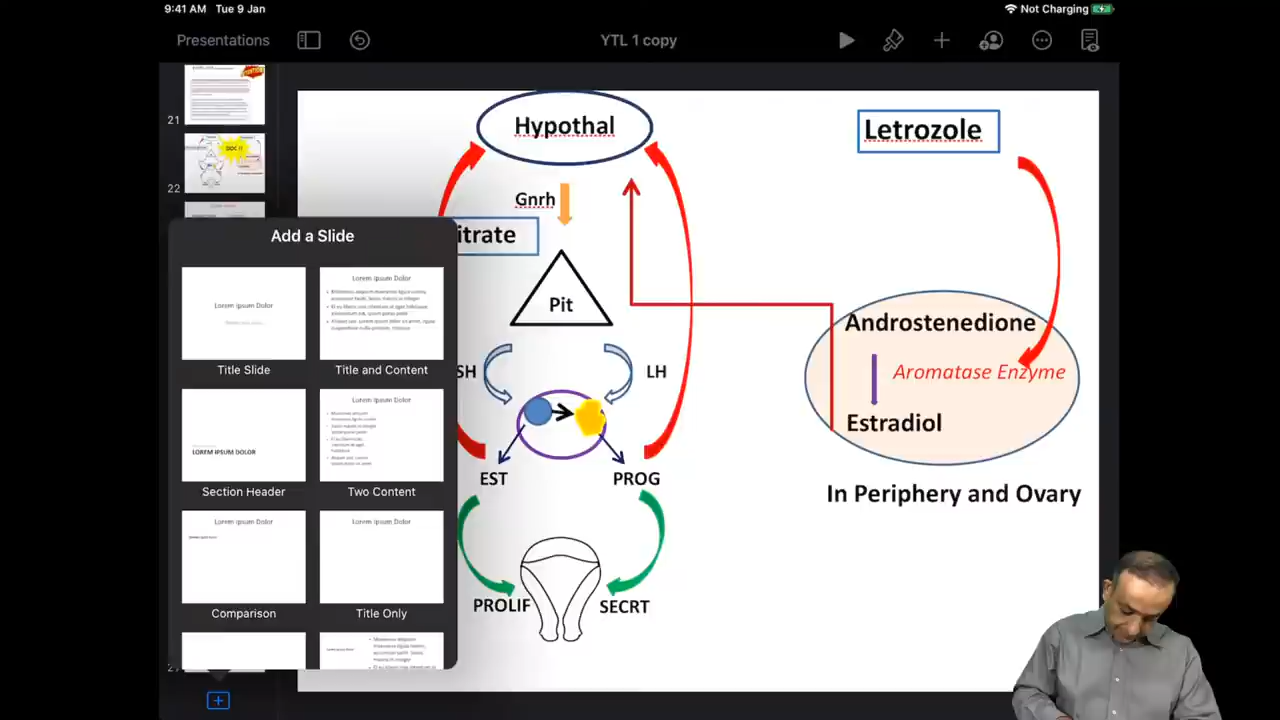 9:41 AM Tue 9 Jan
Not Charging
Presentations
YTL 1 copy
21
22
Add a Slide
Lorem Ipsum Dolor
Title Slide
Lorem Ipsum Dolor
Title and Content
LOREM IPSUM DOLOR
Section Header
Lorem Ipsum Dolor
Two Content
Lorem Ipsum Dolor
Comparison
Lorem Ipsum Dolor
Title Only
Hypothal
Gnrh
itrate
Pit
SH
LH
EST
PROG
PROLIF
SECRT
Letrozole
Androstenedione
Aromatase Enzyme
Estradiol
In Periphery and Ovary